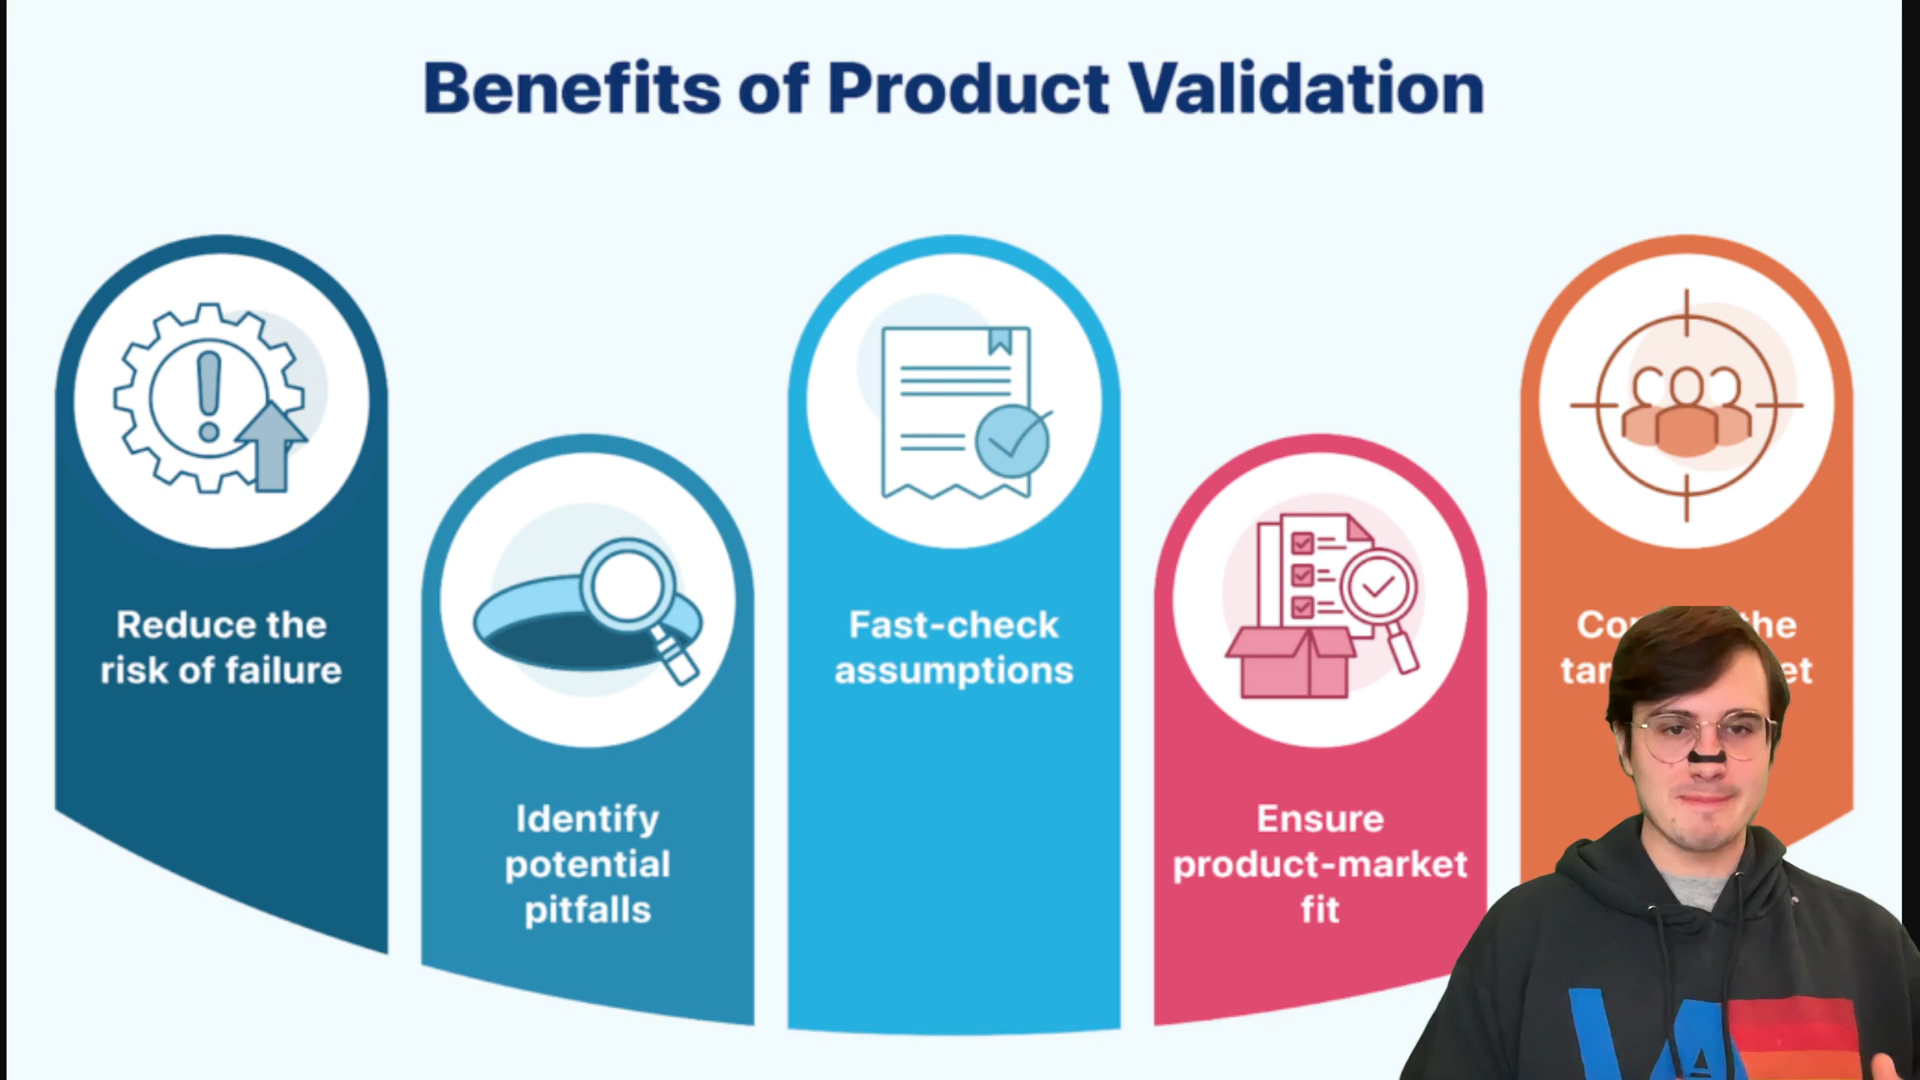 Benefits of Product Validation
Reduce the
risk of failure
Identify
potential
pitfalls
Fast-check
assumptions
Ensure
product-market
fit
the